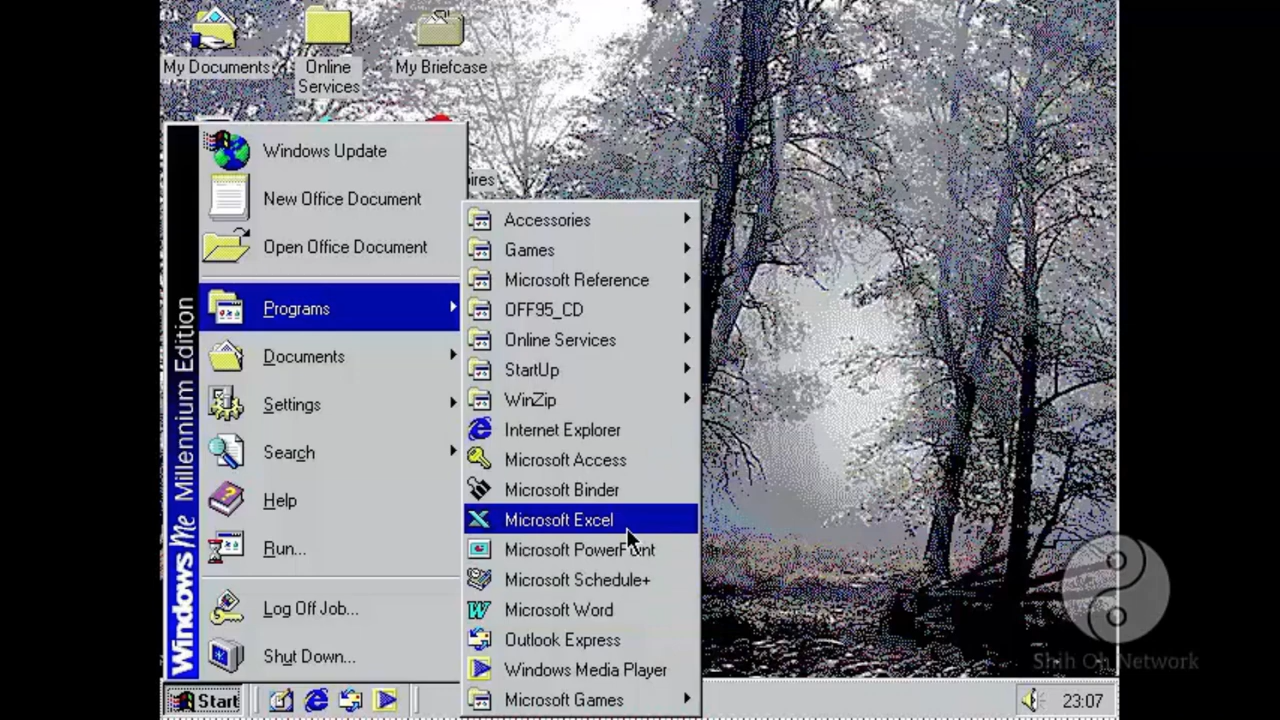 My Documents
Online
Services
My Briefcase
ires
Windows Update
New Office Document
Open Office Document
Programs
Documents
Settings
Search
Help
Run...
Log Off Job...
Shut Down...
Windows Me Millennium Edition
Accessories
Games
Microsoft Reference
OFF95_CD
Online Services
StartUp
WinZip
Internet Explorer
Microsoft Access
Microsoft Binder
Microsoft Excel
Microsoft PowerPoint
Microsoft Schedule+
Microsoft Word
Outlook Express
Windows Media Player
Microsoft Games
Start
23:07
Shih Oh Network